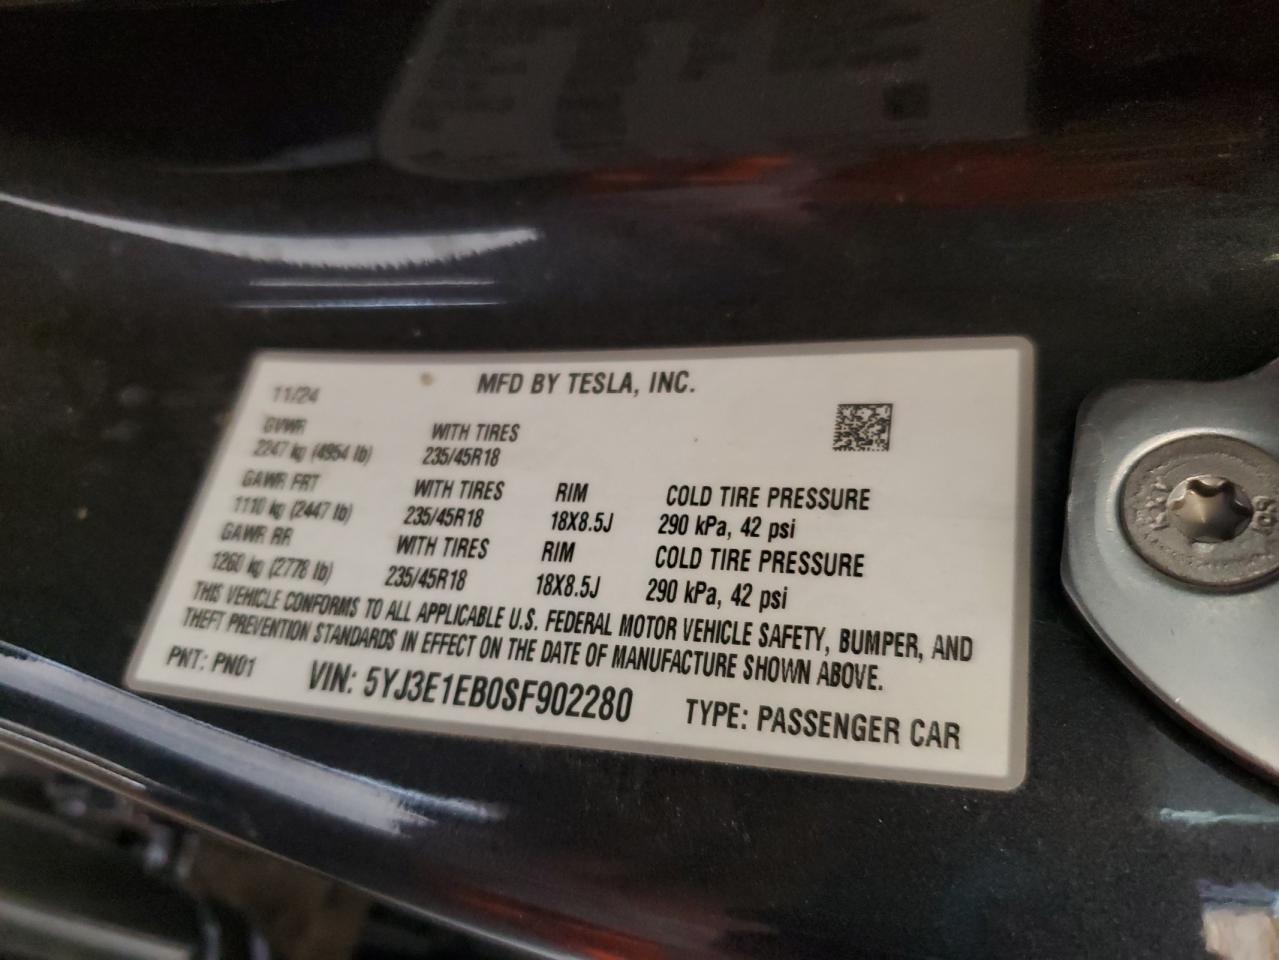 11/24 MFD BY TESLA, INC.
GVWR WITH TIRES
2247 kg (4954 lb) 235/45R18
GAWR FRT WITH TIRES RIM COLD TIRE PRESSURE
1110 kg (2447 lb) 235/45R18 18X8.5J 290 kPa, 42 psi
GAWR RR WITH TIRES RIM COLD TIRE PRESSURE
1260 kg (2778 lb) 235/45R18 18X8.5J 290 kPa, 42 psi
THIS VEHICLE CONFORMS TO ALL APPLICABLE U.S. FEDERAL MOTOR VEHICLE SAFETY, BUMPER, AND
THEFT PREVENTION STANDARDS IN EFFECT ON THE DATE OF MANUFACTURE SHOWN ABOVE.
PNT: PN01 VIN: 5YJ3E1EB0SF902280 TYPE: PASSENGER CAR